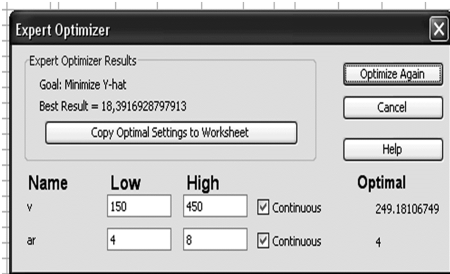 Expert Optimizer
Expert Optimizer Results
Goal: Minimize Y-hat
Best Result = 18,3916928797913
Copy Optimal Settings to Worksheet
Optimize Again
Cancel
Help
Name Low High Optimal
v 150 450 Continuous 249.18106749
ar 4 8 Continuous 4